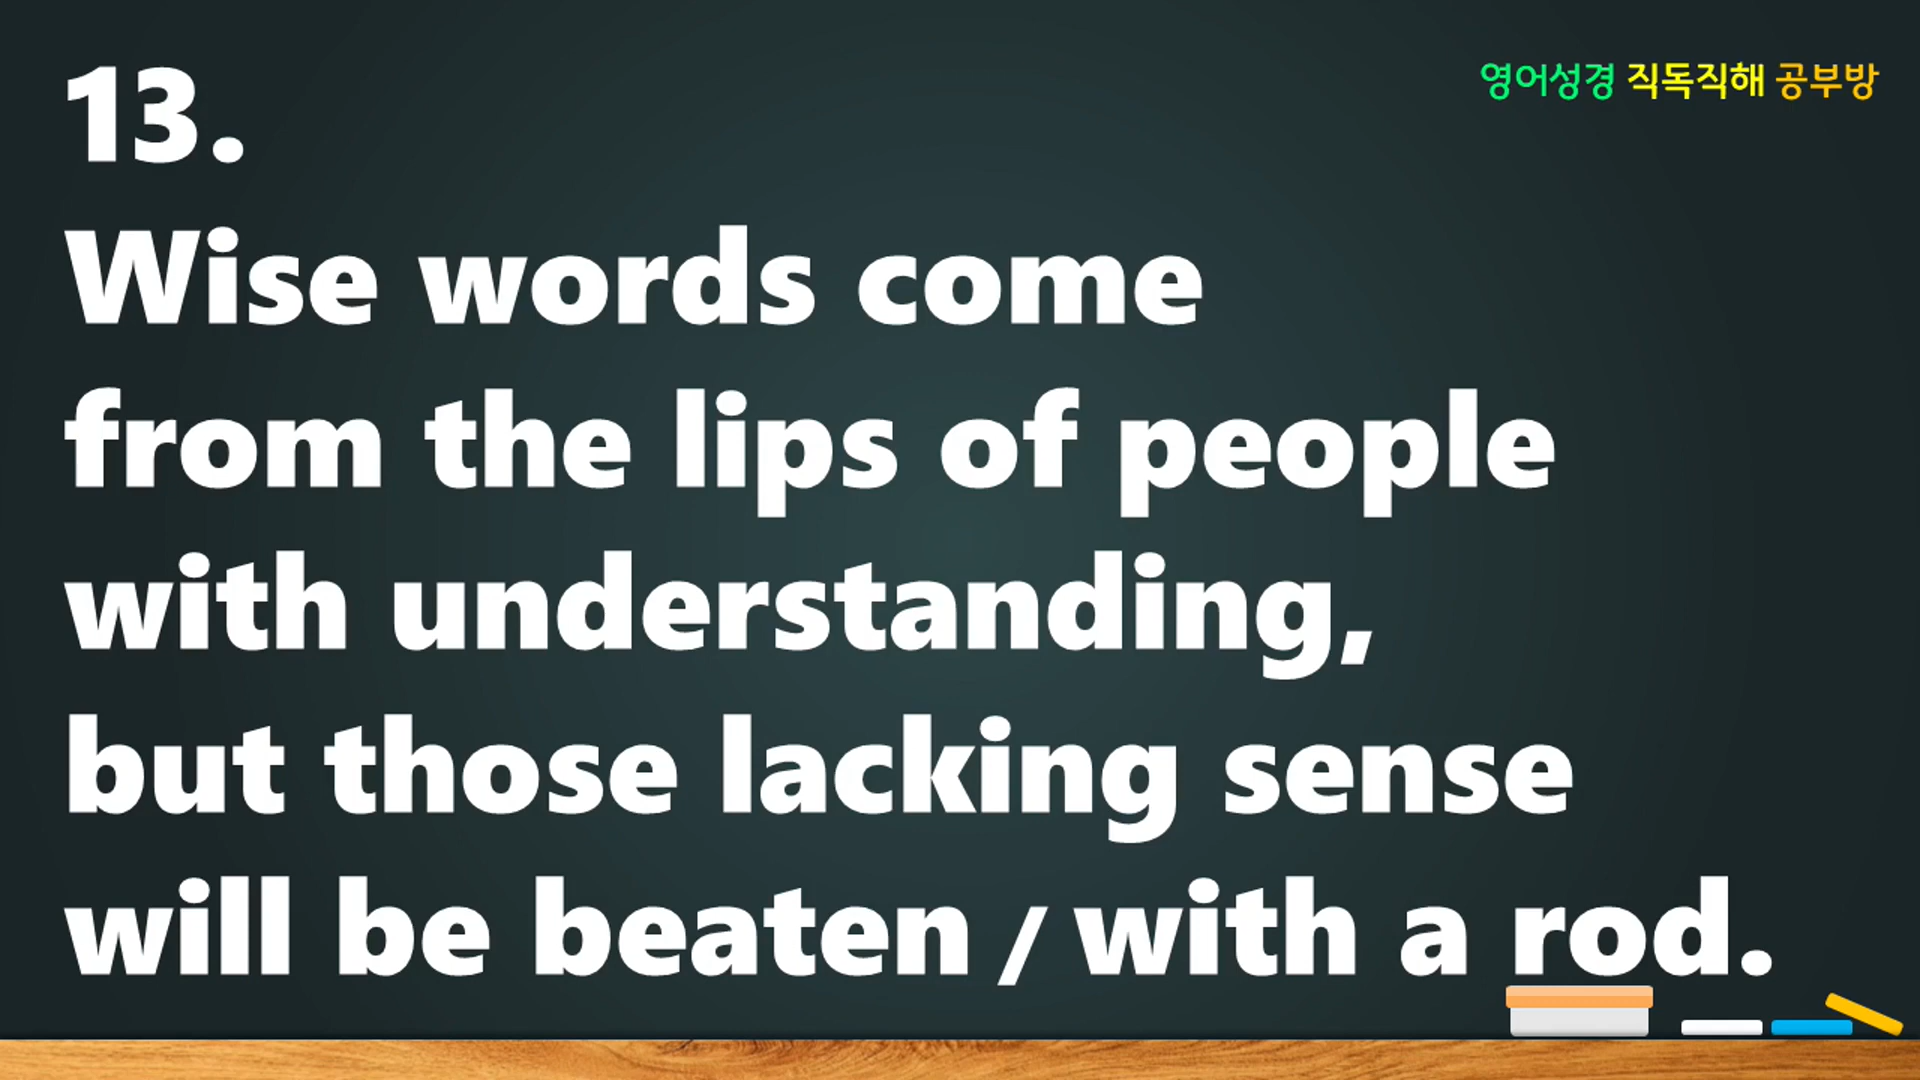 영어성경 직독직해 공부방
13.
Wise words come
from the lips of people
with understanding,
but those lacking sense
will be beaten / with a rod.